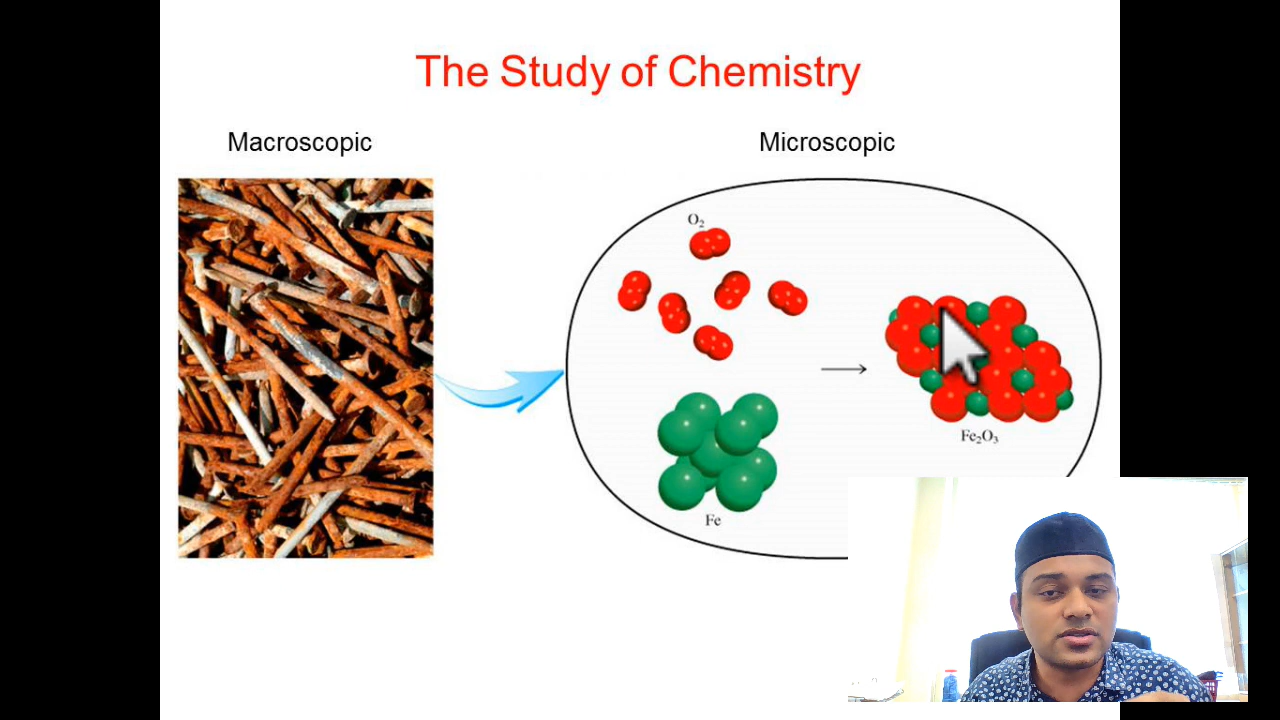 The Study of Chemistry
Macroscopic
Microscopic
O₂
Fe₂O₃
Fe